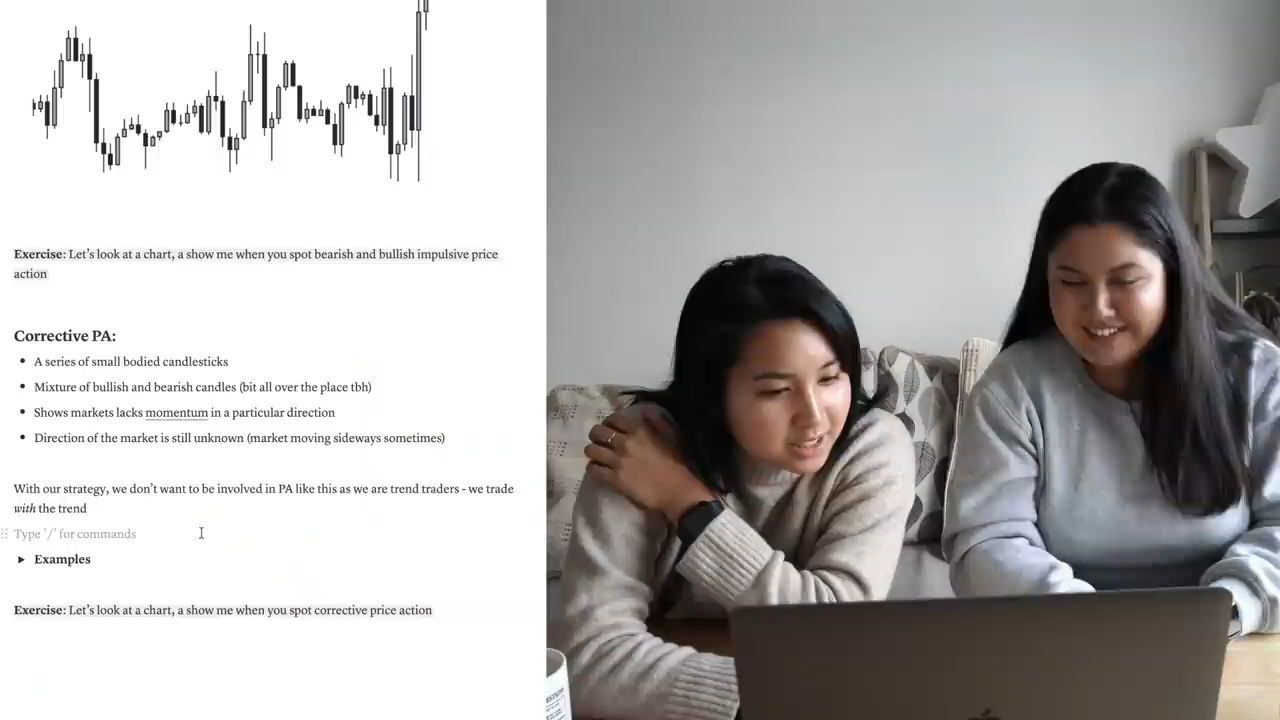 Exercise: Let's look at a chart, a show me when you spot bearish and bullish impulsive price
action
Corrective PA:
A series of small bodied candlesticks
Mixture of bullish and bearish candles (bit all over the place tbh)
Shows markets lacks momentum in a particular direction
Direction of the market is still unknown (market moving sideways sometimes)
With our strategy, we don't want to be involved in PA like this as we are trend traders - we trade
with the trend
Type '/' for commands
Examples
Exercise: Let's look at a chart, a show me when you spot corrective price action